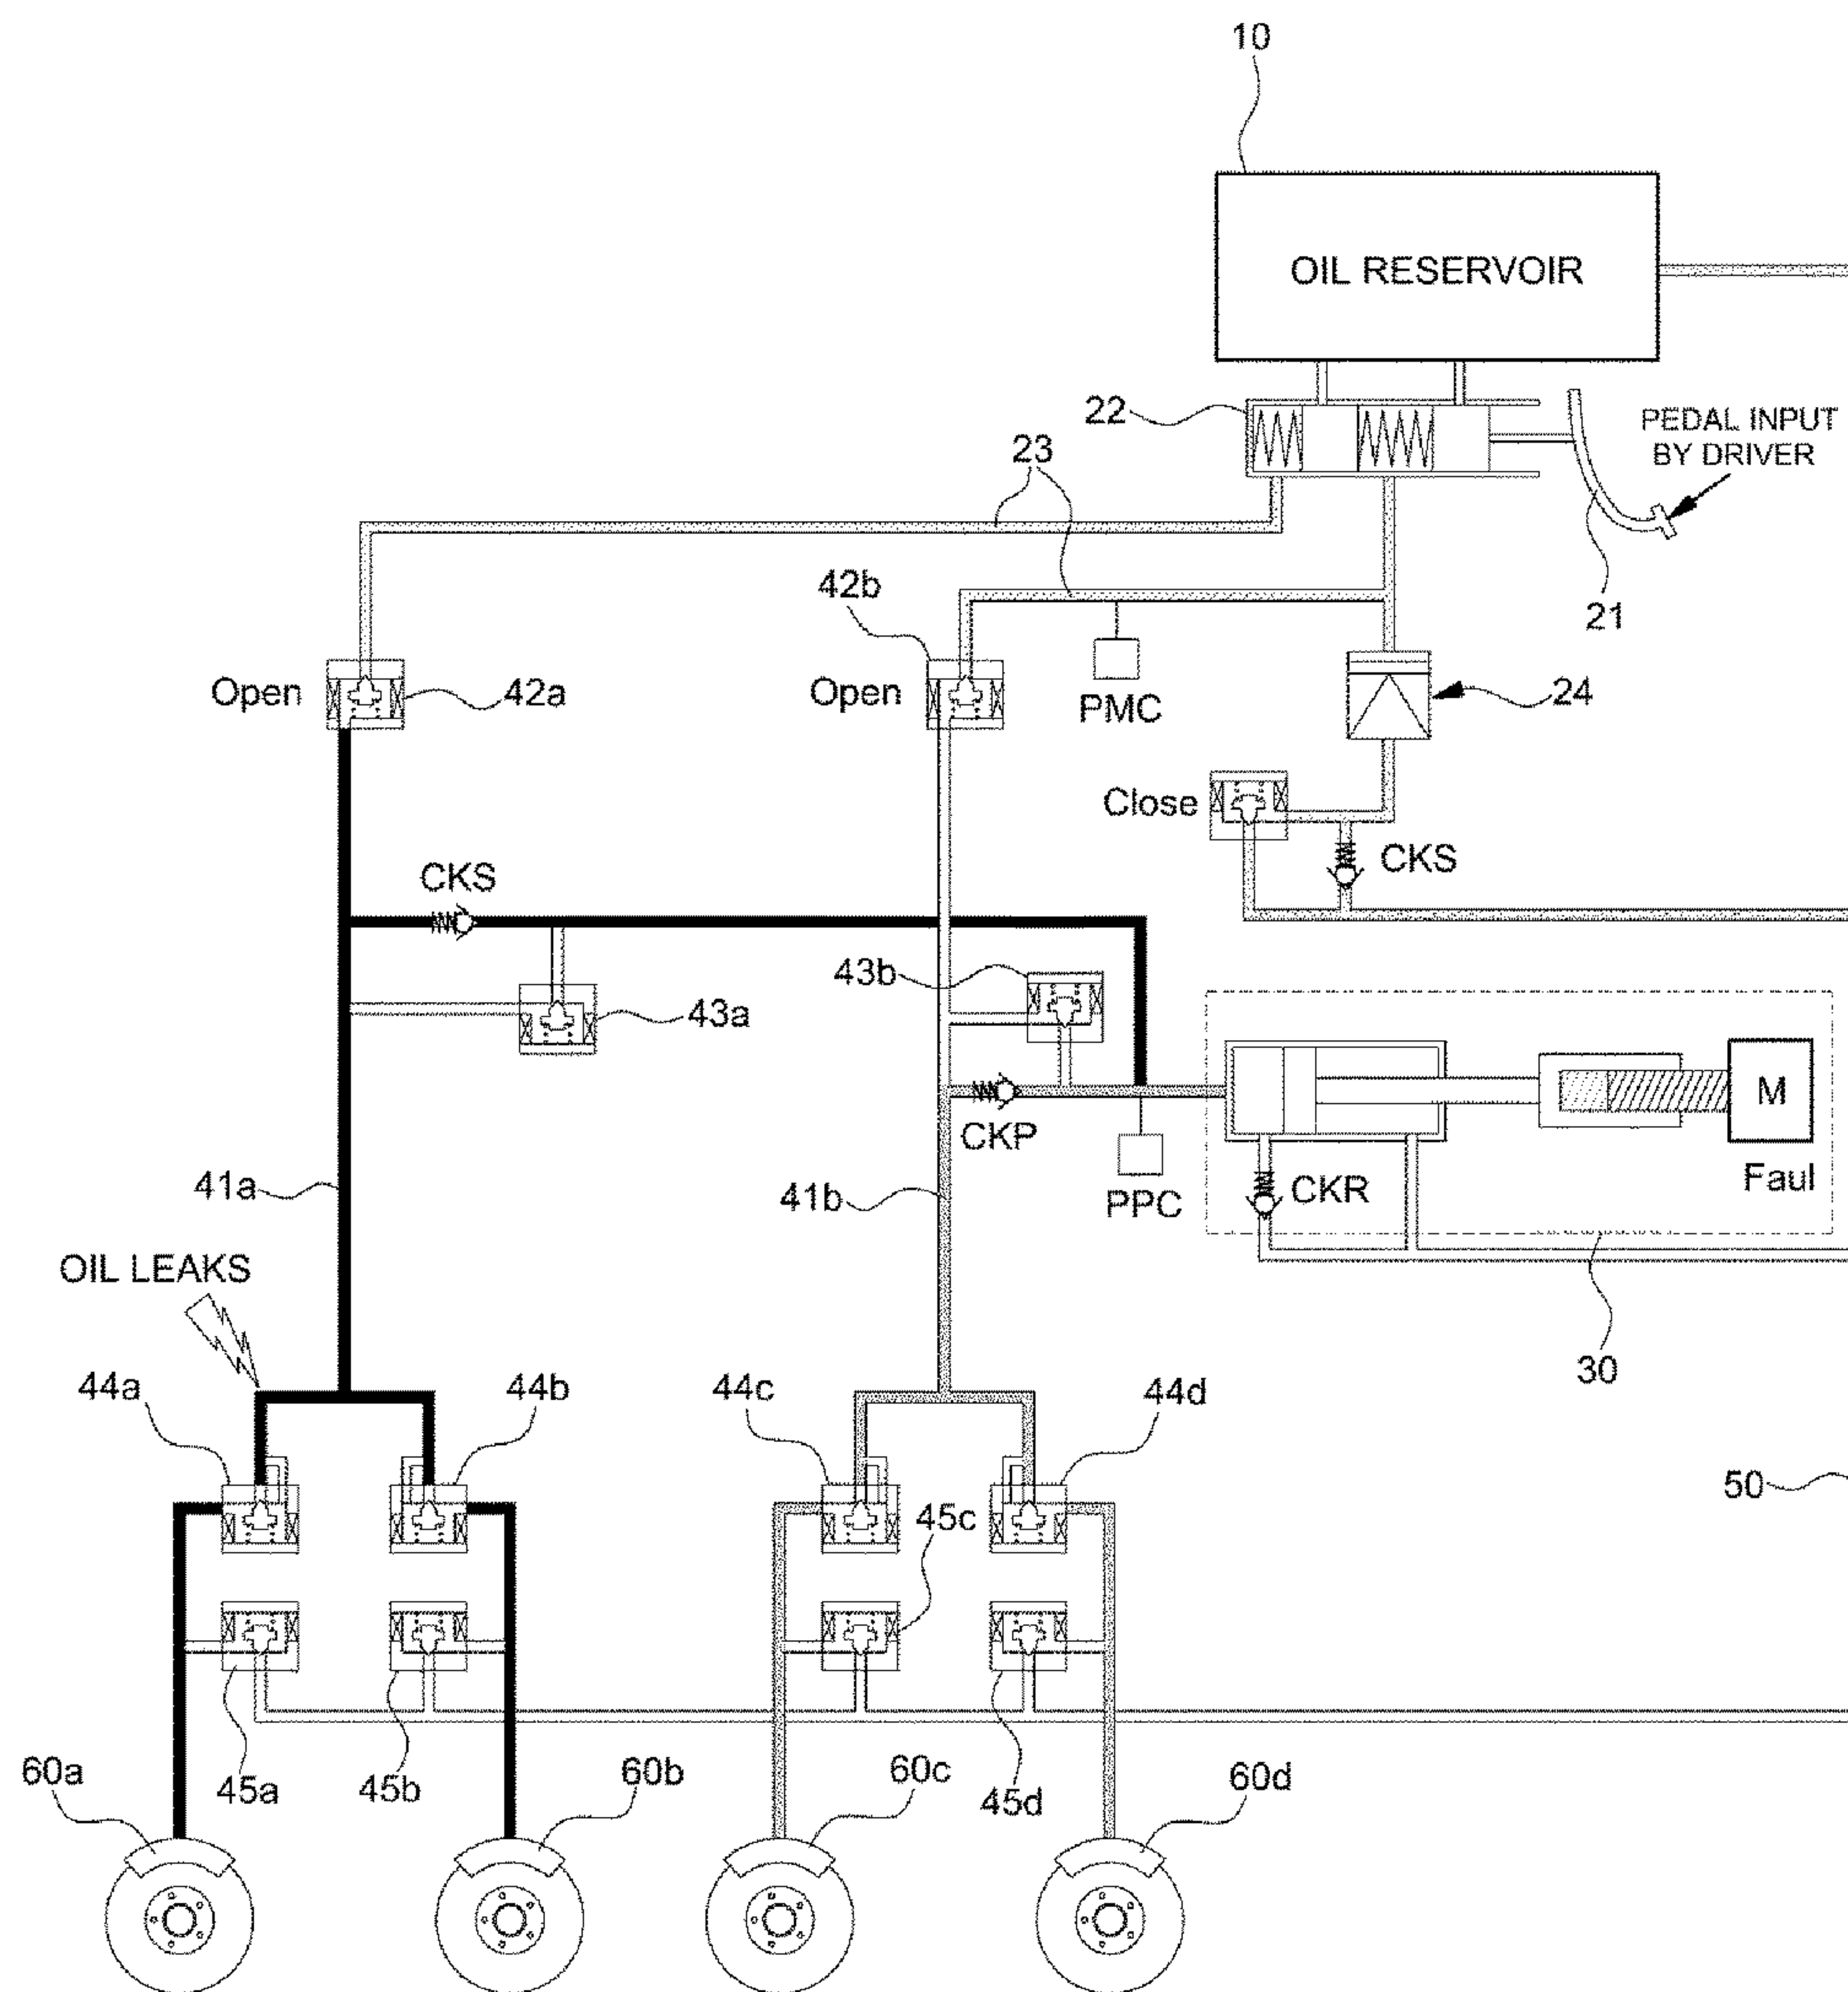 10
OIL RESERVOIR
22
PEDAL INPUT
BY DRIVER
23
21
42b
Open
42a
Open
PMC
24
Close
CKS
CKS
43b
43a
M
CKP
CKR
Faul
41a
41b
PPC
OIL LEAKS
30
44a
44b
44c
44d
50
45c
60a
45a
45b
60b
60c
45d
60d